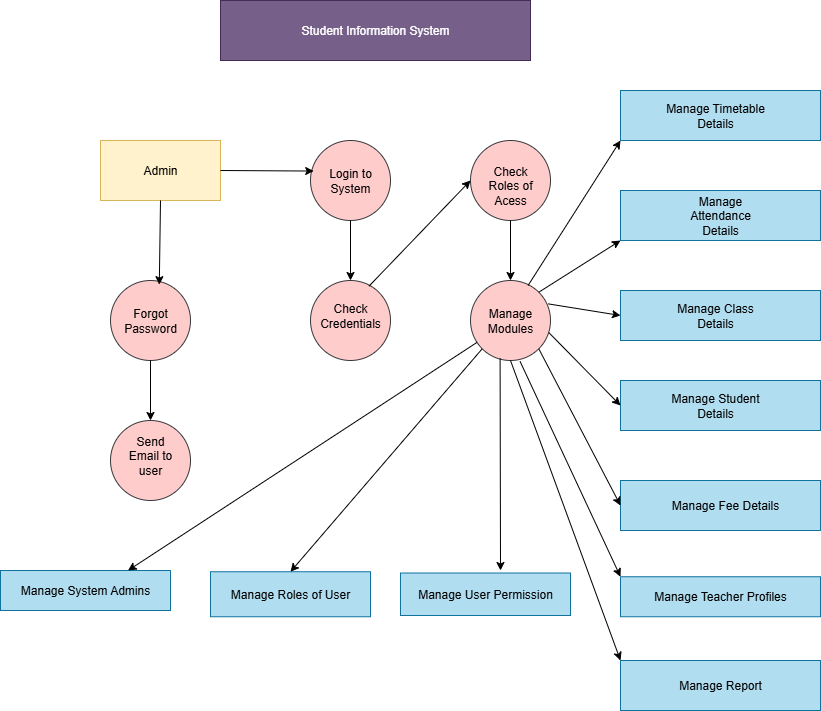 Student Information System
Admin
Login to
System
Check
Roles of
Acess
Manage Timetable
Details
Manage
Attendance
Details
Forgot
Password
Check
Credentials
Manage
Modules
Manage Class
Details
Manage Student
Details
Send
Email to
user
Manage Fee Details
Manage System Admins
Manage Roles of User
Manage User Permission
Manage Teacher Profiles
Manage Report